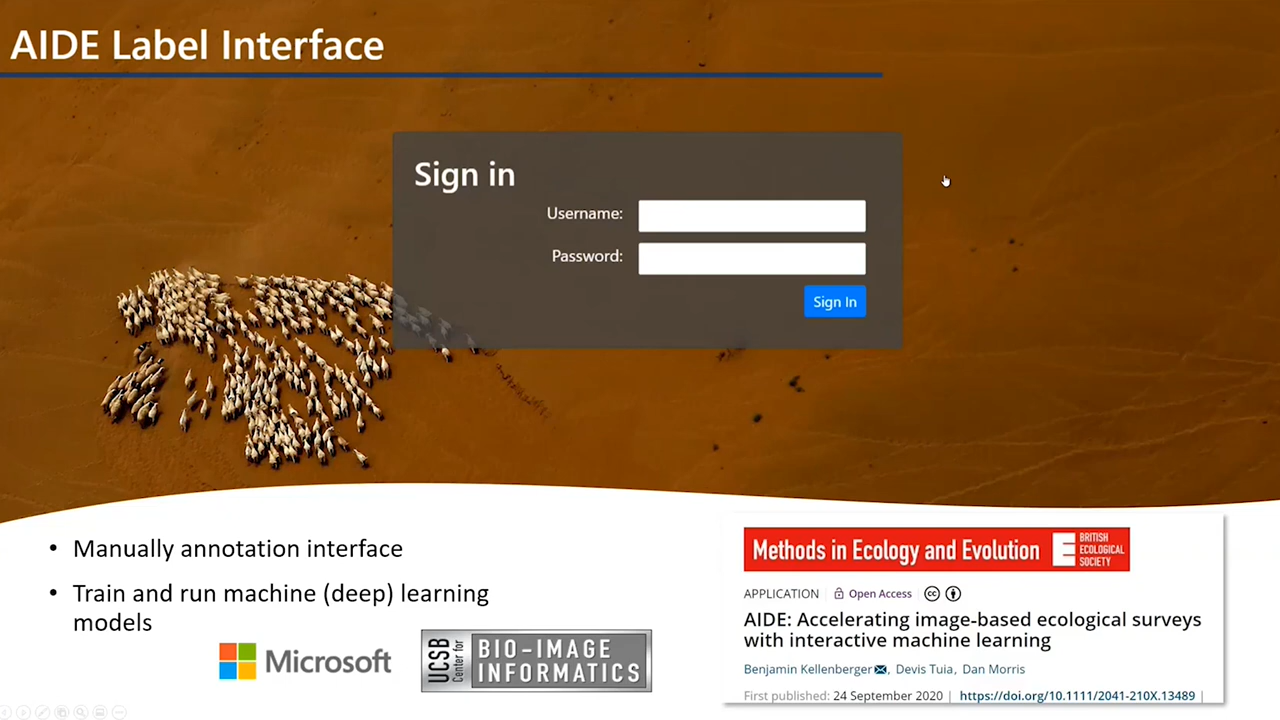 AIDE Label Interface
Sign in
Username:
Password:
Sign In
• Manually annotation interface
• Train and run machine (deep) learning
models
Microsoft
UCSB
Center for
BIO-IMAGE
INFORMATICS
Methods in Ecology and Evolution
BRITISH
ECOLOGICAL
SOCIETY
APPLICATION Open Access
AIDE: Accelerating image-based ecological surveys
with interactive machine learning
Benjamin Kellenberger, Devis Tuia, Dan Morris
First published: 24 September 2020 | https://doi.org/10.1111/2041-210X.13489 |